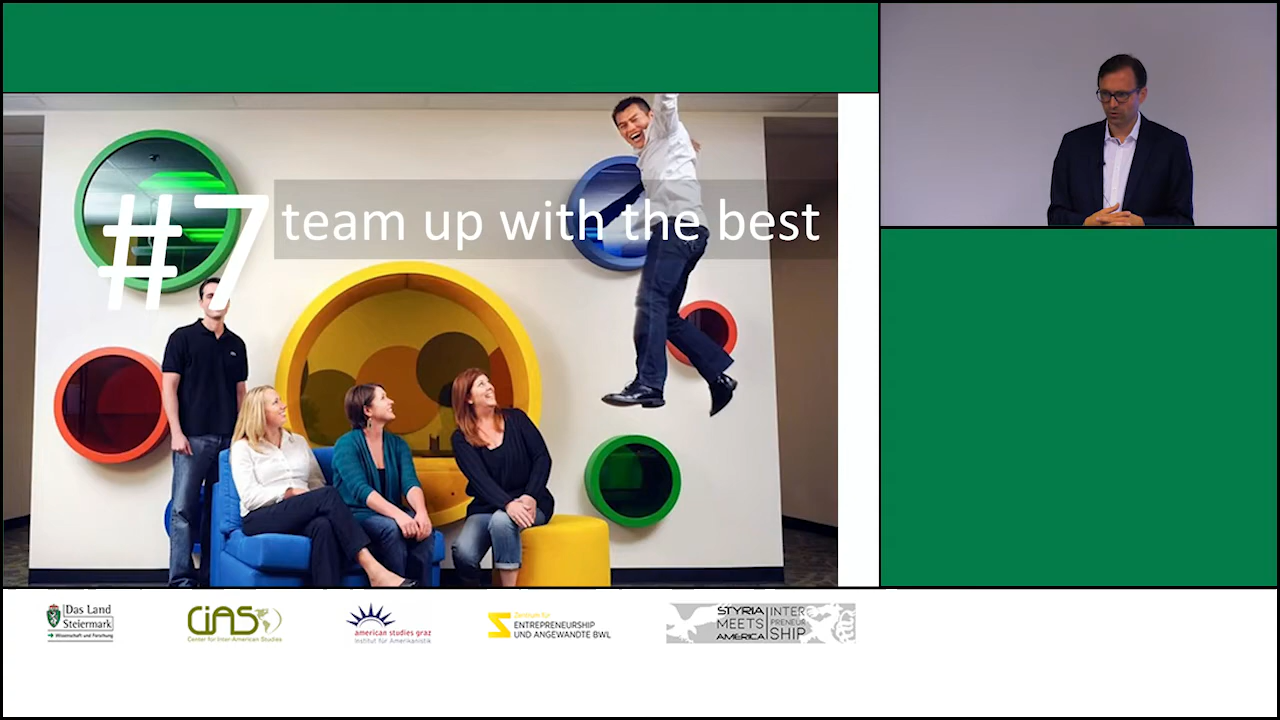 #7 team up with the best
Das Land
Steiermark
→ Wissenschaft und Forschung
CIAS
Center for Inter-American Studies
american studies graz
Institut für Amerikanistik
Zentrum für
ENTREPRENEURSHIP
UND ANGEWANDTE BWL
STYRIA
MEETS
AMERICA
INTER
PRENEUR
SHIP